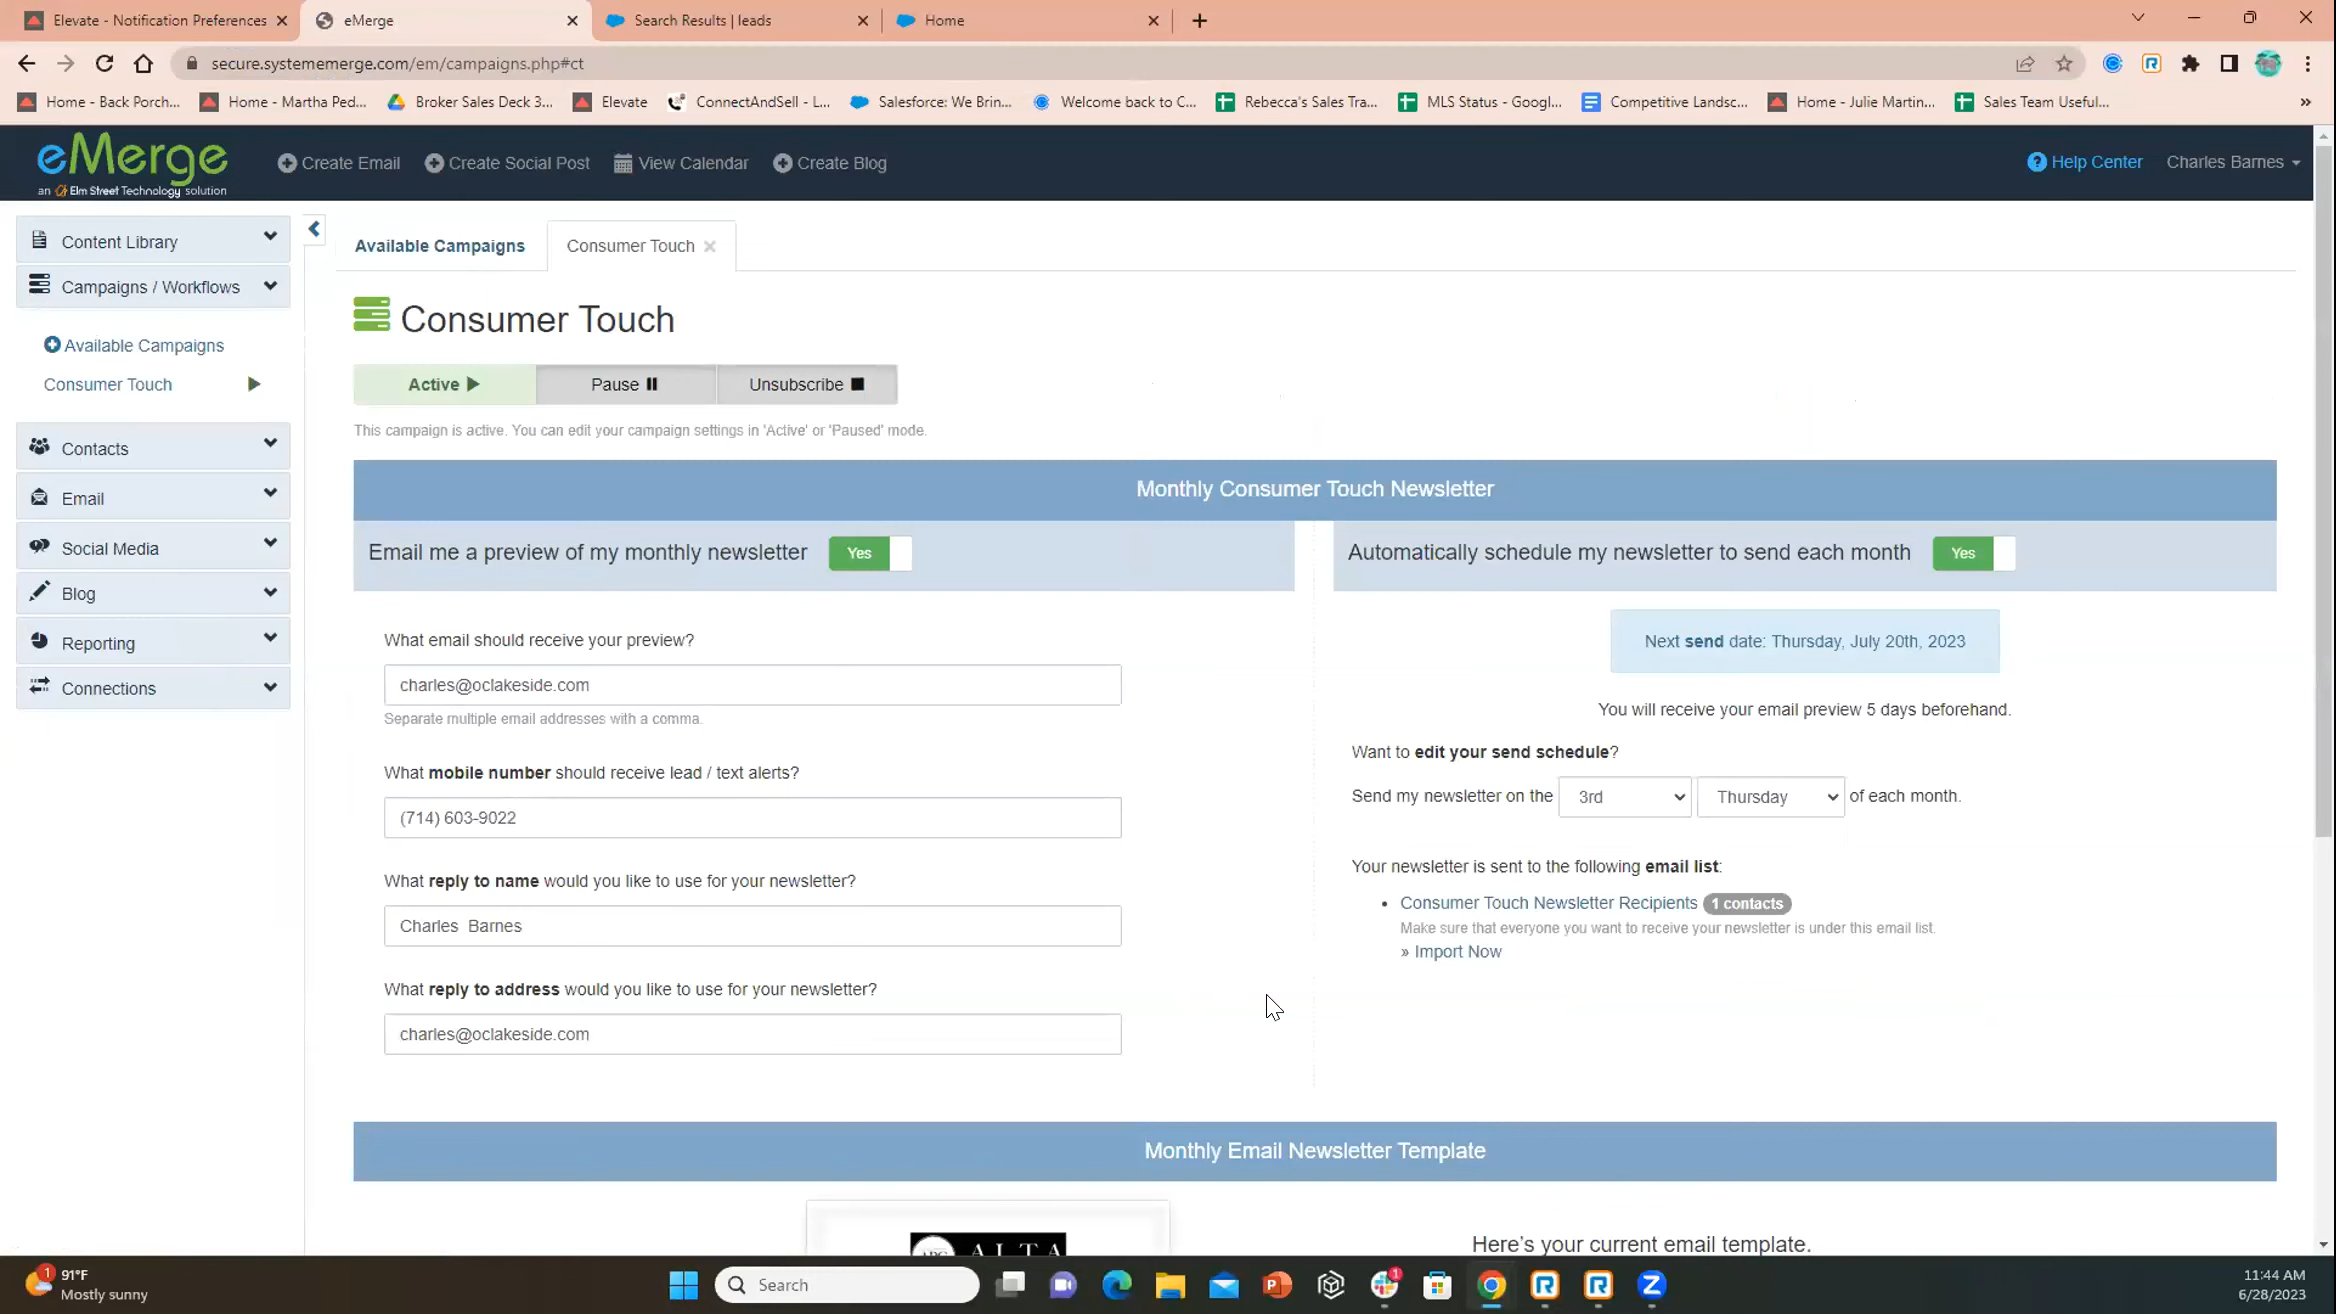 Elevate - Notification Preferences
eMerge
Search Results | leads
Home
secure.systememerge.com/em/campaigns.php#ct
Home - Back Porch...
Home - Martha Ped...
Broker Sales Deck 3...
Elevate
ConnectAndSell - L...
Salesforce: We Brin...
Welcome back to C...
Rebecca's Sales Tra...
MLS Status - Googl...
Competitive Landsc...
Home - Julie Martin...
Sales Team Useful...
eMerge
an Elm Street Technology solution
Create Email
Create Social Post
View Calendar
Create Blog
Help Center
Charles Barnes
Content Library
Campaigns / Workflows
Available Campaigns
Consumer Touch
Contacts
Email
Social Media
Blog
Reporting
Connections
Available Campaigns
Consumer Touch
Consumer Touch
Active
Pause
Unsubscribe
This campaign is active. You can edit your campaign settings in 'Active' or 'Paused' mode.
Monthly Consumer Touch Newsletter
Email me a preview of my monthly newsletter
Yes
What email should receive your preview?
charles@oclakeside.com
Separate multiple email addresses with a comma.
What mobile number should receive lead / text alerts?
(714) 603-9022
What reply to name would you like to use for your newsletter?
Charles Barnes
What reply to address would you like to use for your newsletter?
charles@oclakeside.com
Automatically schedule my newsletter to send each month
Yes
Next send date: Thursday, July 20th, 2023
You will receive your email preview 5 days beforehand.
Want to edit your send schedule?
Send my newsletter on the 3rd Thursday of each month.
Your newsletter is sent to the following email list:
• Consumer Touch Newsletter Recipients 1 contacts
Make sure that everyone you want to receive your newsletter is under this email list.
» Import Now
Monthly Email Newsletter Template
ALTA
Here's your current email template.
1
91°F
Mostly sunny
Search
1
11:44 AM
6/28/2023